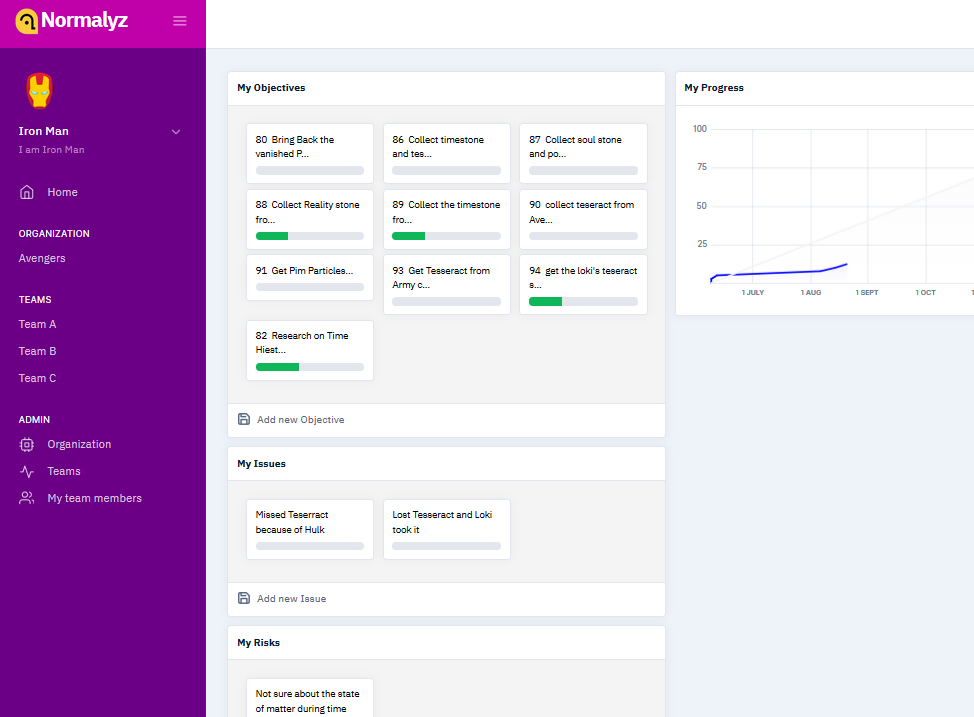 Normalyz
Iron Man
I am Iron Man
Home
ORGANIZATION
Avengers
TEAMS
Team A
Team B
Team C
ADMIN
Organization
Teams
My team members
My Objectives
80 Bring Back the
vanished P...
86 Collect timestone
and tes...
87 Collect soul stone
and po...
88 Collect Reality stone
fro...
89 Collect the timestone
fro...
90 collect teseract from
Ave...
91 Get Pim Particles...
93 Get Tesseract from
Army c...
94 get the loki's teseract
s...
82 Research on Time
Hiest...
Add new Objective
My Issues
Missed Teserract
because of Hulk
Lost Tesseract and Loki
took it
Add new Issue
My Risks
Not sure about the state
of matter during time
My Progress
100
75
50
25
1 JULY
1 AUG
1 SEPT
1 OCT
1